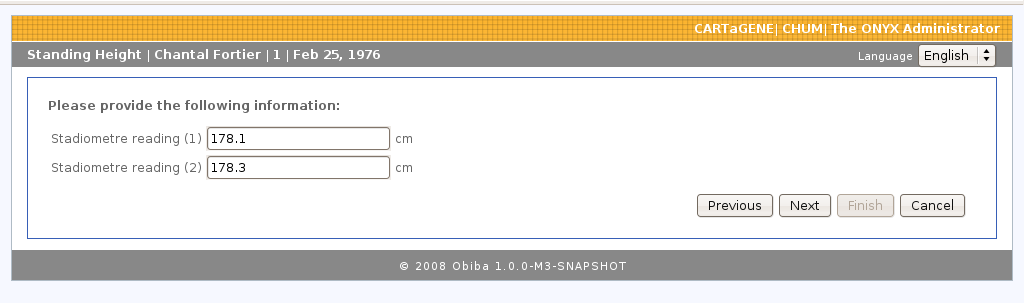 CARTaGENE| CHUM| The ONYX Administrator
Standing Height | Chantal Fortier | 1 | Feb 25, 1976
Language English
Please provide the following information:
Stadiometre reading (1) 178.1 cm
Stadiometre reading (2) 178.3 cm
Previous Next Finish Cancel
© 2008 Obiba 1.0.0-M3-SNAPSHOT